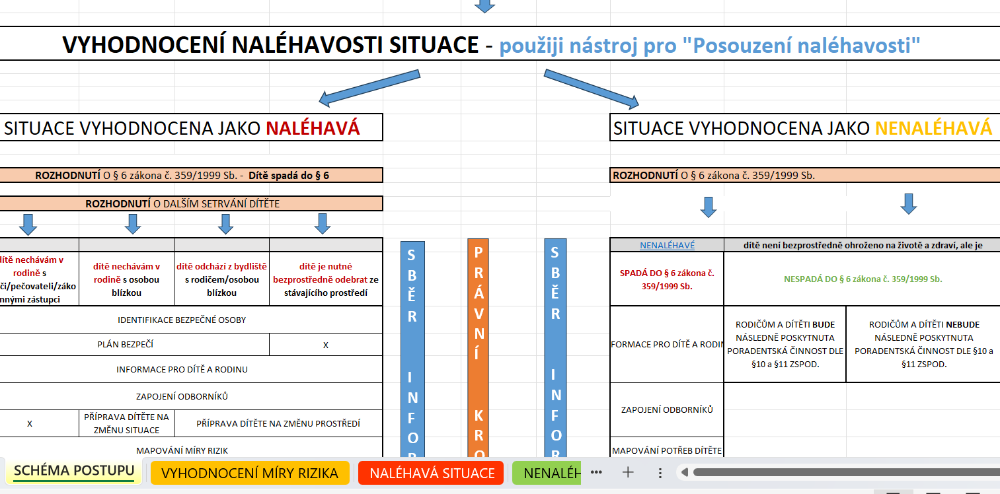 VYHODNOCENÍ NALÉHAVOSTI SITUACE - použiji nástroj pro "Posouzení naléhavosti"
SITUACE VYHODNOCENA JAKO NALÉHAVÁ
SITUACE VYHODNOCENA JAKO NENALÉHAVÁ
ROZHODNUTÍ O § 6 zákona č. 359/1999 Sb. - Dítě spadá do § 6
ROZHODNUTÍ O § 6 zákona č. 359/1999 Sb.
ROZHODNUTÍ O DALŠÍM SETRVÁNÍ DÍTĚTE
dítě nechávám v
rodině s
či/pečovateli/záko
nnými zástupci
dítě nechávám v
rodině s osobou
blízkou
dítě odchází z bydliště
s rodičem/osobou
blízkou
dítě je nutné
bezprostředně odebrat ze
stávajícího prostředí
IDENTIFIKACE BEZPEČNÉ OSOBY
PLÁN BEZPEČÍ
X
INFORMACE PRO DÍTĚ A RODINU
ZAPOJENÍ ODBORNÍKŮ
X
PŘÍPRAVA DÍTĚTE NA
ZMĚNU SITUACE
PŘÍPRAVA DÍTĚTE NA ZMĚNU PROSTŘEDÍ
MAPOVÁNÍ MÍRY RIZIK
S
B
Ě
R
I
N
F
O
R
P
R
Á
V
N
Í
K
R
O
S
B
Ě
R
I
N
F
O
R
NENALÉHAVÉ
dítě není bezprostředně ohroženo na životě a zdraví, ale je
SPADÁ DO § 6 zákona č.
359/1999 Sb.
NESPADÁ DO § 6 zákona č. 359/1999 Sb.
FORMACE PRO DÍTĚ A RODIN
RODIČŮM A DÍTĚTI BUDE
NÁSLEDNĚ POSKYTNUTA
PORADENTSKÁ ČINNOST DLE
§10 a §11 ZSPOD.
RODIČŮM A DÍTĚTI NEBUDE
NÁSLEDNĚ POSKYTNUTA
PORADENTSKÁ ČINNOST DLE §10 a
§11 ZSPOD.
ZAPOJENÍ ODBORNÍKŮ
MAPOVÁNÍ POTŘEB DÍTĚTE
SCHÉMA POSTUPU
VYHODNOCENÍ MÍRY RIZIKA
NALÉHAVÁ SITUACE
NENALÉH